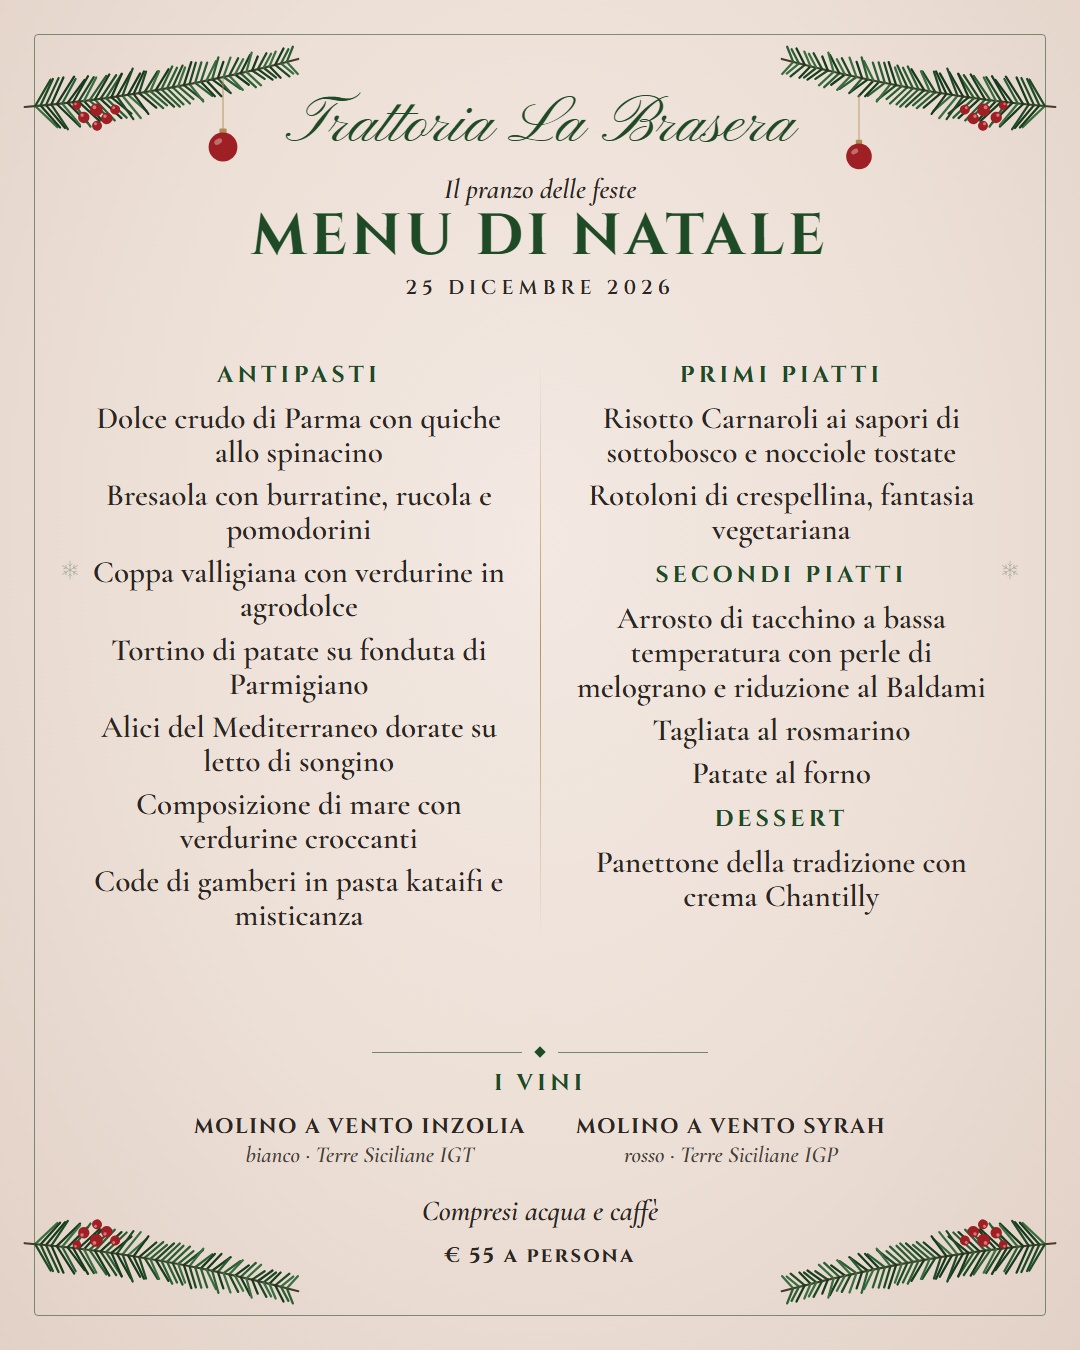 Trattoria La Brasera
Il pranzo delle feste
MENU DI NATALE
25 DICEMBRE 2026
ANTIPASTI
Dolce crudo di Parma con quiche
allo spinacino
Bresaola con burratine, rucola e
pomodorini
Coppa valligiana con verdurine in
agrodolce
Tortino di patate su fonduta di
Parmigiano
Alici del Mediterraneo dorate su
letto di songino
Composizione di mare con
verdurine croccanti
Code di gamberi in pasta kataifi e
misticanza
PRIMI PIATTI
Risotto Carnaroli ai sapori di
sottobosco e nocciole tostate
Rotoloni di crespellina, fantasia
vegetariana
SECONDI PIATTI
Arrosto di tacchino a bassa
temperatura con perle di
melograno e riduzione al Baldami
Tagliata al rosmarino
Patate al forno
DESSERT
Panettone della tradizione con
crema Chantilly
I VINI
MOLINO A VENTO INZOLIA
bianco · Terre Siciliane IGT
MOLINO A VENTO SYRAH
rosso · Terre Siciliane IGP
Compresi acqua e caffè
€ 55 A PERSONA